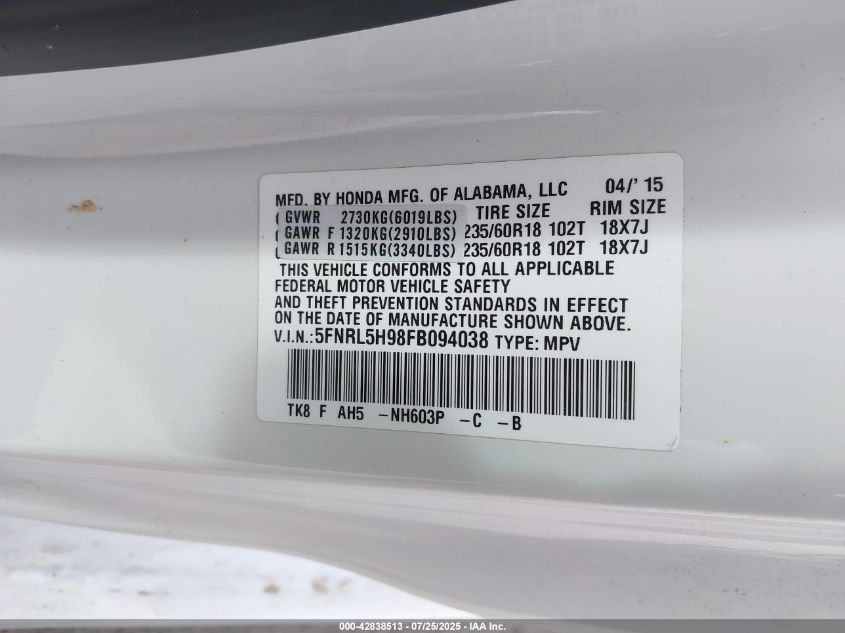 MFD. BY HONDA MFG. OF ALABAMA, LLC 04/' 15
(GVWR 2730KG(6019LBS) TIRE SIZE RIM SIZE
(GAWR F 1320KG(2910LBS) 235/60R18 102T 18X7J
(GAWR R 1515KG(3340LBS) 235/60R18 102T 18X7J
THIS VEHICLE CONFORMS TO ALL APPLICABLE
FEDERAL MOTOR VEHICLE SAFETY
AND THEFT PREVENTION STANDARDS IN EFFECT
ON THE DATE OF MANUFACTURE SHOWN ABOVE.
V.I.N.:5FNRL5H98FB094038 TYPE: MPV
TK8 F AH5 -NH603P -C -B
000-42838513 - 07/25/2025 - IAA Inc.